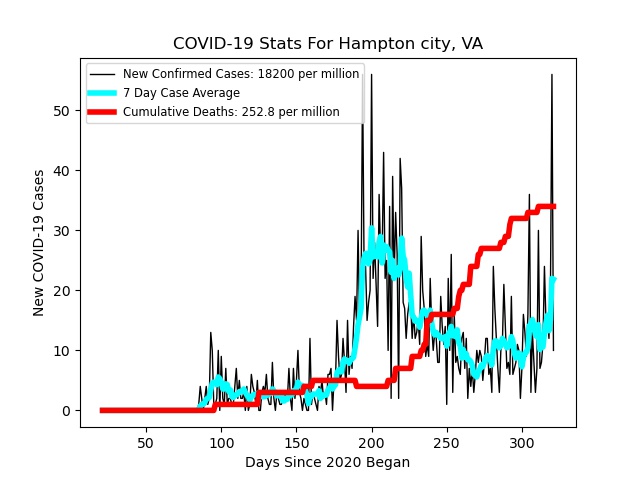 COVID-19 Stats For Hampton city, VA
New Confirmed Cases: 18200 per million
7 Day Case Average
Cumulative Deaths: 252.8 per million
New COVID-19 Cases
50
40
30
20
10
0
50 100 150 200 250 300
Days Since 2020 Began